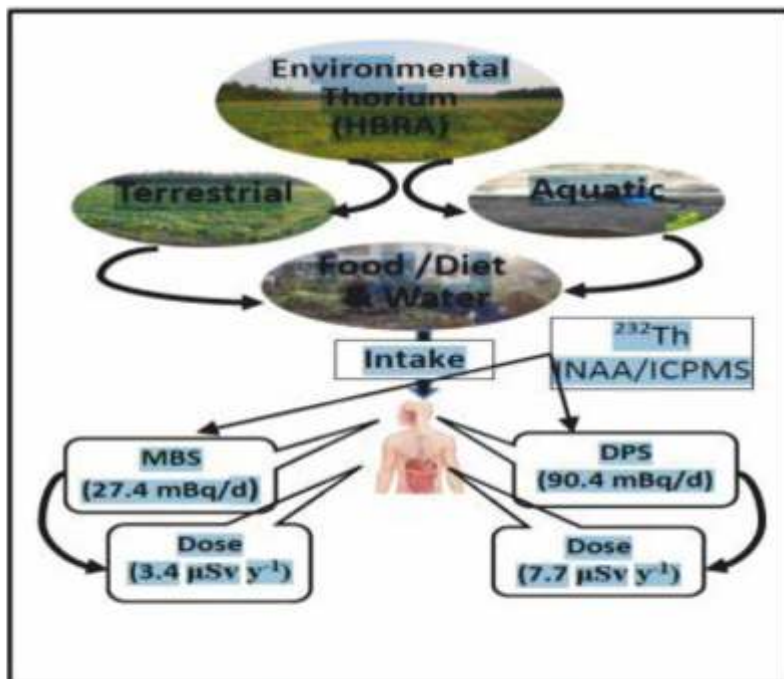 Environmental
Thorium
(HBRA)
Terrestrial
Aquatic
Food /Diet
& Water
²³²Th
INAA/ICPMS
Intake
MBS
(27.4 mBq/d)
DPS
(90.4 mBq/d)
Dose
(3.4 µSv y⁻¹)
Dose
(7.7 µSv y⁻¹)